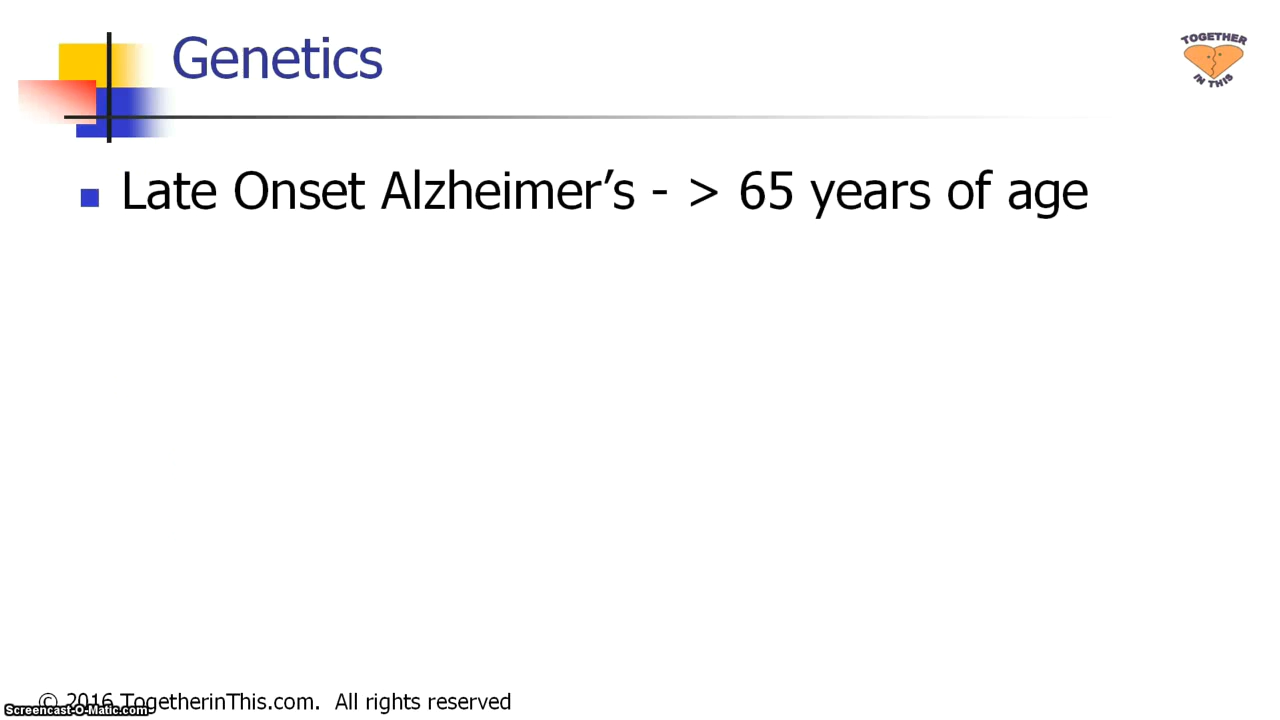 Genetics
TOGETHER
IN THIS
Late Onset Alzheimer’s - > 65 years of age
© 2016 TogetherinThis.com. All rights reserved
Screencast-O-Matic.com